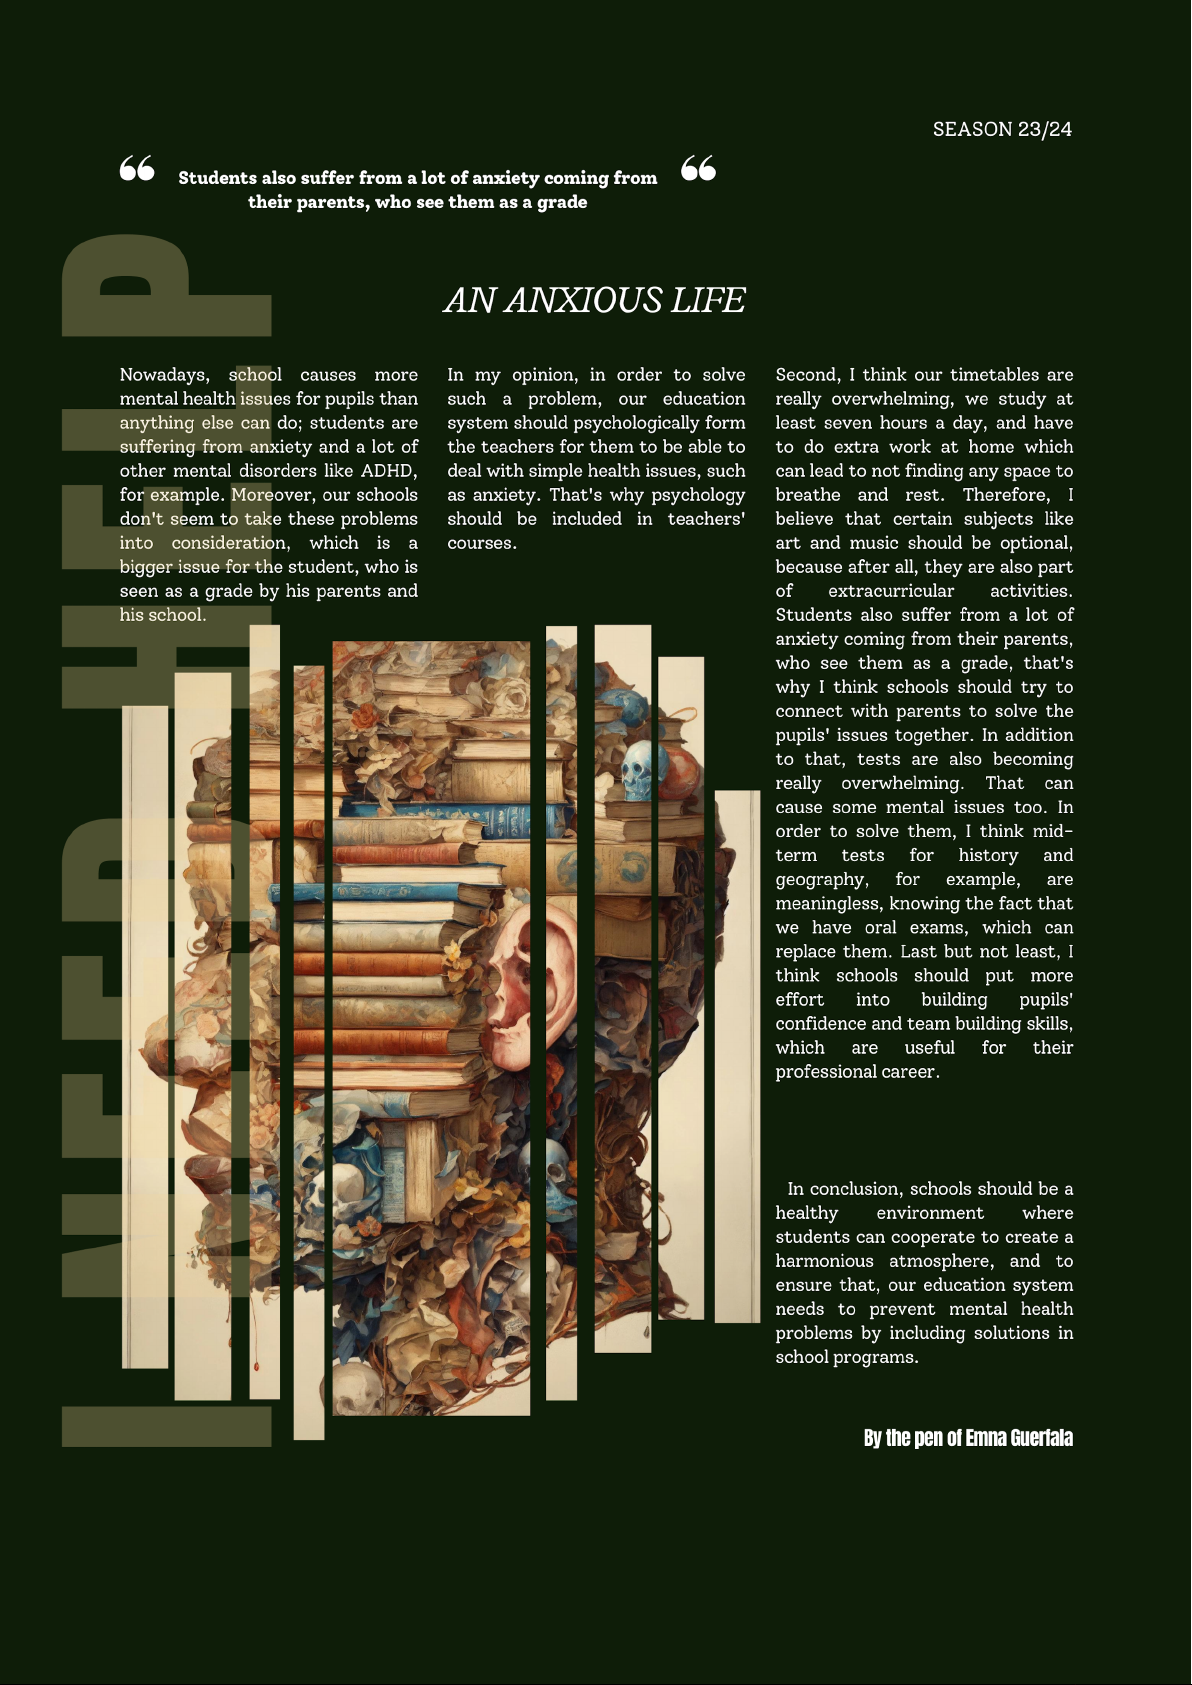 SEASON 23/24
“ Students also suffer from a lot of anxiety coming from “
their parents, who see them as a grade
I NEED HELP
AN ANXIOUS LIFE
Nowadays, school causes more
mental health issues for pupils than
anything else can do; students are
suffering from anxiety and a lot of
other mental disorders like ADHD,
for example. Moreover, our schools
don't seem to take these problems
into consideration, which is a
bigger issue for the student, who is
seen as a grade by his parents and
his school.
In my opinion, in order to solve
such a problem, our education
system should psychologically form
the teachers for them to be able to
deal with simple health issues, such
as anxiety. That's why psychology
should be included in teachers'
courses.
Second, I think our timetables are
really overwhelming, we study at
least seven hours a day, and have
to do extra work at home which
can lead to not finding any space to
breathe and rest. Therefore, I
believe that certain subjects like
art and music should be optional,
because after all, they are also part
of extracurricular activities.
Students also suffer from a lot of
anxiety coming from their parents,
who see them as a grade, that's
why I think schools should try to
connect with parents to solve the
pupils' issues together. In addition
to that, tests are also becoming
really overwhelming. That can
cause some mental issues too. In
order to solve them, I think mid-
term tests for history and
geography, for example, are
meaningless, knowing the fact that
we have oral exams, which can
replace them. Last but not least, I
think schools should put more
effort into building pupils'
confidence and team building skills,
which are useful for their
professional career.
In conclusion, schools should be a
healthy environment where
students can cooperate to create a
harmonious atmosphere, and to
ensure that, our education system
needs to prevent mental health
problems by including solutions in
school programs.
By the pen of Emna Guerfala